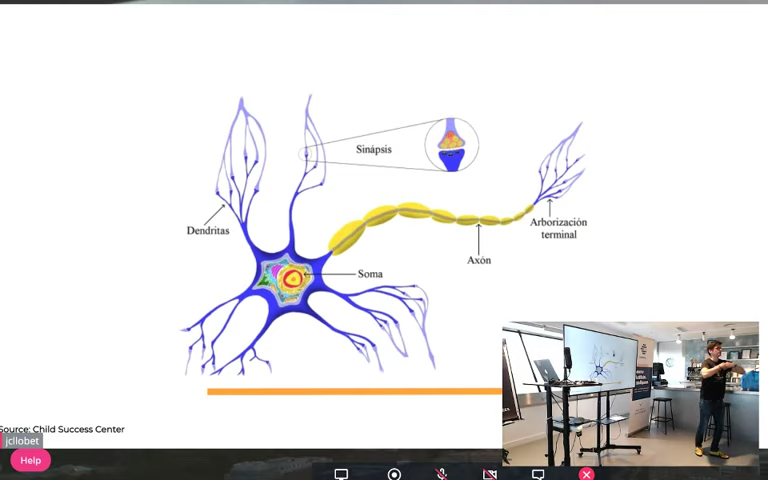 Sinápsis
Dendritas
Arborización
terminal
Axón
Soma
Source: Child Success Center
jcllobet
Help